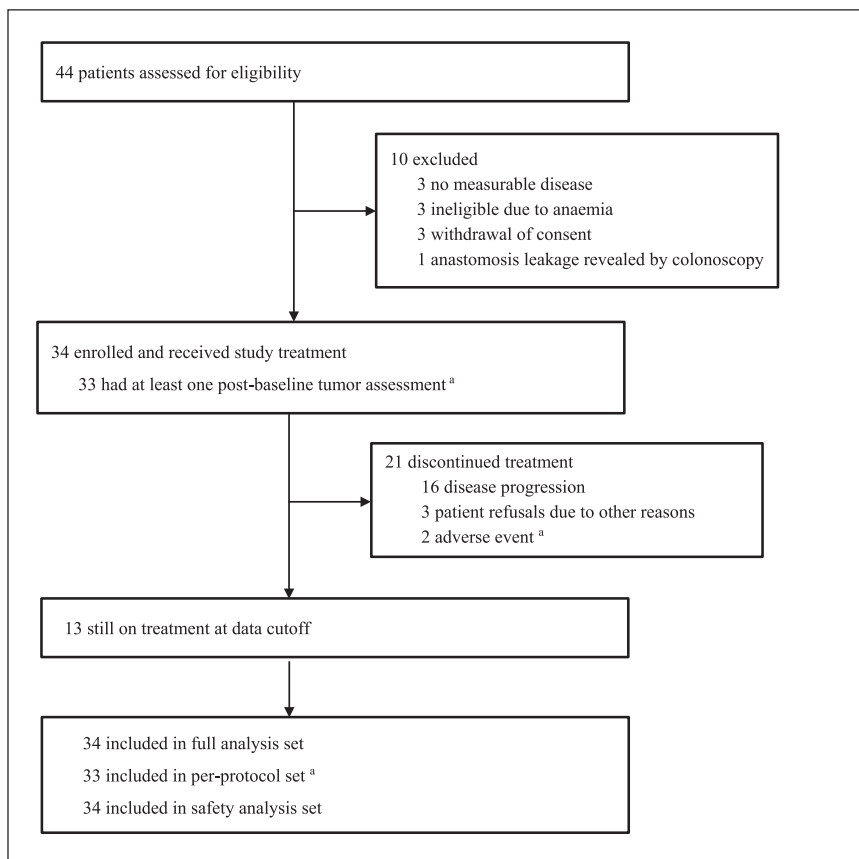 44 patients assessed for eligibility
10 excluded
3 no measurable disease
3 ineligible due to anaemia
3 withdrawal of consent
1 anastomosis leakage revealed by colonoscopy
34 enrolled and received study treatment
33 had at least one post-baseline tumor assessment a
21 discontinued treatment
16 disease progression
3 patient refusals due to other reasons
2 adverse event a
13 still on treatment at data cutoff
34 included in full analysis set
33 included in per-protocol set a
34 included in safety analysis set